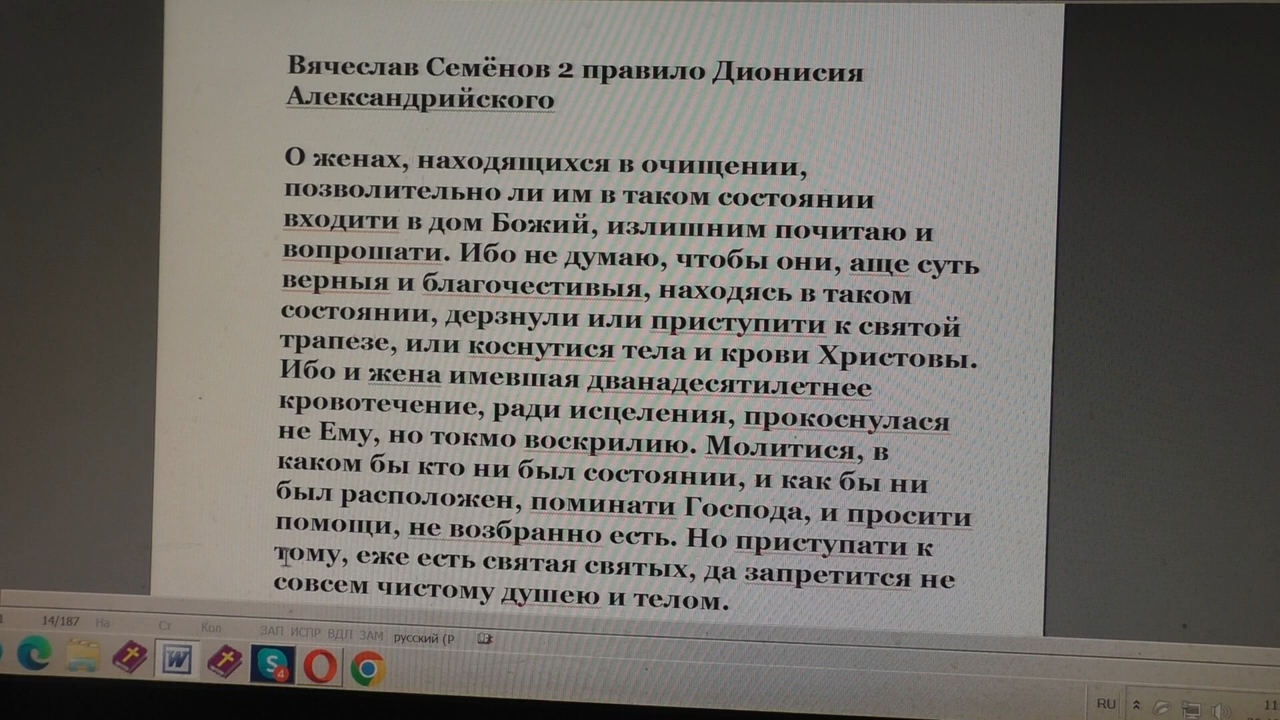 Вячеслав Семёнов 2 правило Дионисия
Александрийского
О женах, находящихся в очищении,
позволительно ли им в таком состоянии
входити в дом Божий, излишним почитаю и
вопрошати. Ибо не думаю, чтобы они, аще суть
верныя и благочестивыя, находясь в таком
состоянии, дерзнули или приступити к святой
трапезе, или коснутися тела и крови Христовы.
Ибо и жена имевшая дванадесятилетнее
кровотечение, ради исцеления, прокоснулася
не Ему, но токмо воскрилию. Молитися, в
каком бы кто ни был состоянии, и как бы ни
был расположен, поминати Господа, и просити
помощи, не возбранно есть. Но приступати к
тому, еже есть святая святых, да запретится не
совсем чистому душею и телом.
14/187 На Ст Кол ЗАП ИСПР ВДЛ ЗАМ русский (Р
W S 4
RU 11